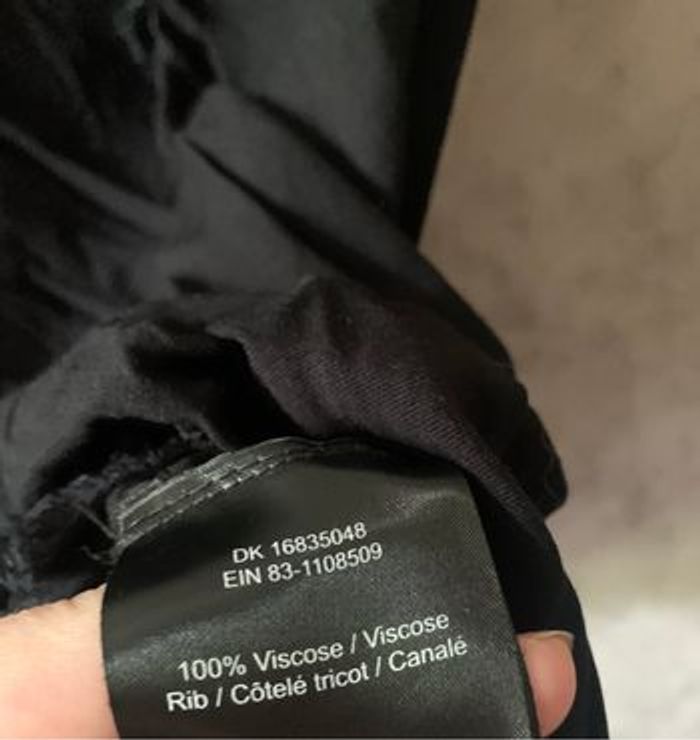 DK 16835048
EIN 83-1108509
100% Viscose / Viscose
Rib / Côtelé tricot / Canalé